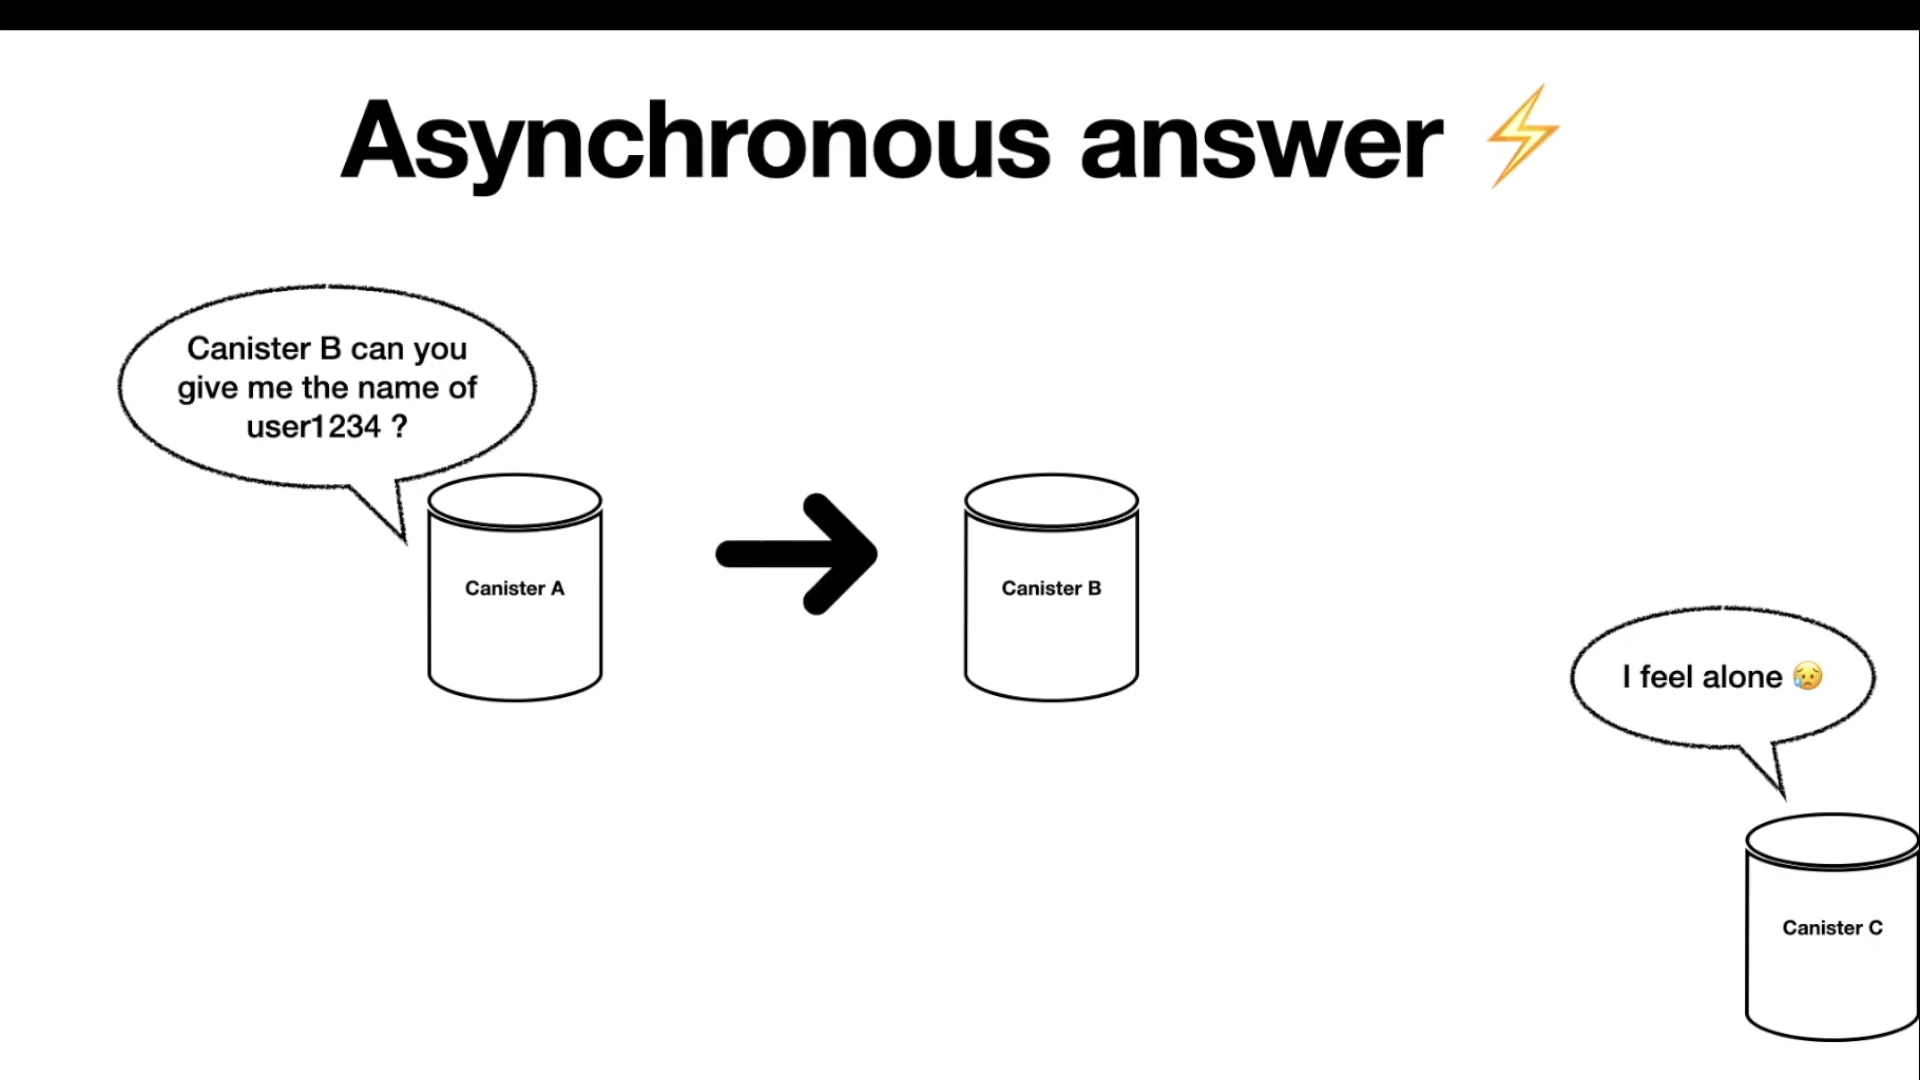 Asynchronous answer ⚡
Canister B can you
give me the name of
user1234 ?
Canister A
Canister B
I feel alone 😥
Canister C